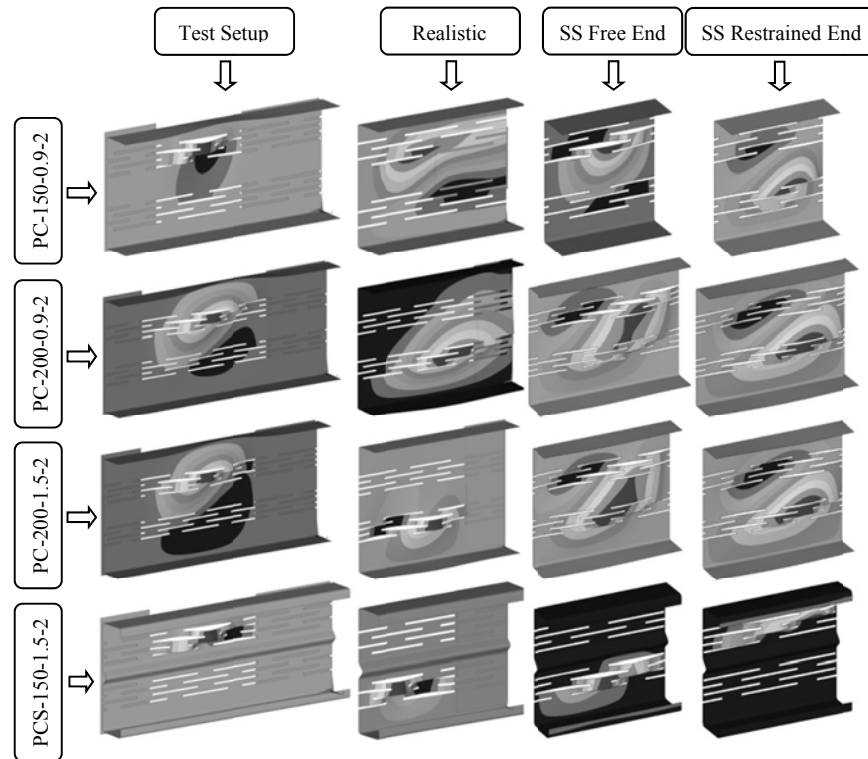 Test Setup
Realistic
SS Free End
SS Restrained End
PC-150-0.9-2
PC-200-0.9-2
PC-200-1.5-2
PCS-150-1.5-2